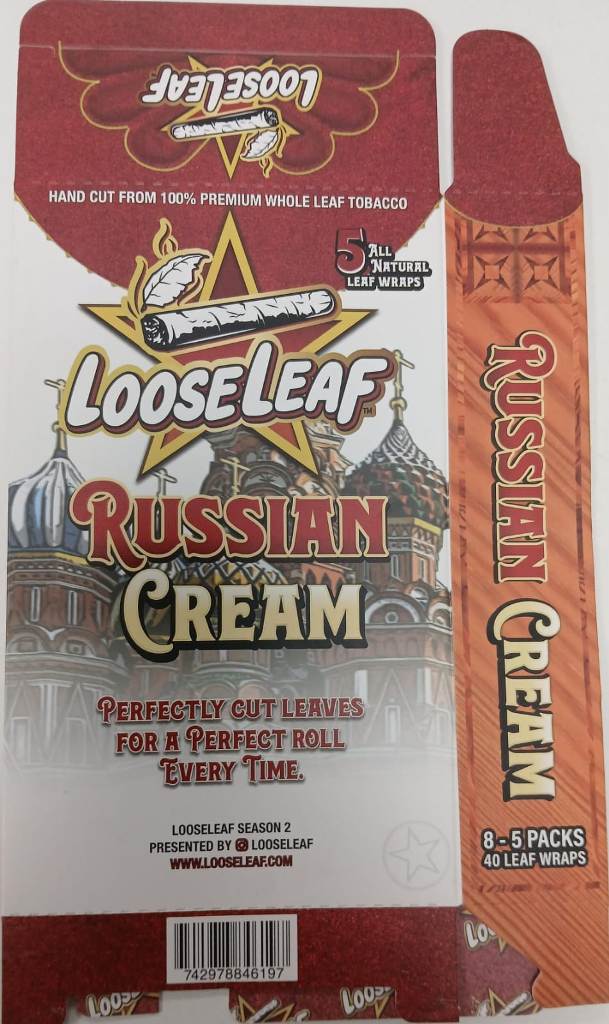 LOOSELEAF
HAND CUT FROM 100% PREMIUM WHOLE LEAF TOBACCO
5 ALL
NATURAL
LEAF WRAPS
LOOSELEAF™
RUSSIAN
CREAM
PERFECTLY CUT LEAVES
FOR A PERFECT ROLL
EVERY TIME.
LOOSELEAF SEASON 2
PRESENTED BY LOOSELEAF
WWW.LOOSELEAF.COM
742978846197
RUSSIAN CREAM
8 - 5 PACKS
40 LEAF WRAPS